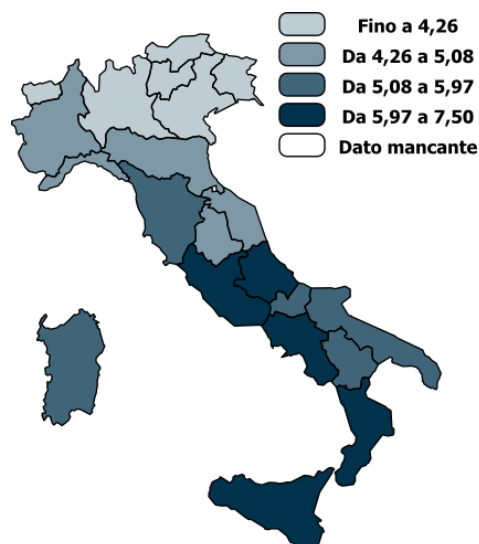 Fino a 4,26
Da 4,26 a 5,08
Da 5,08 a 5,97
Da 5,97 a 7,50
Dato mancante